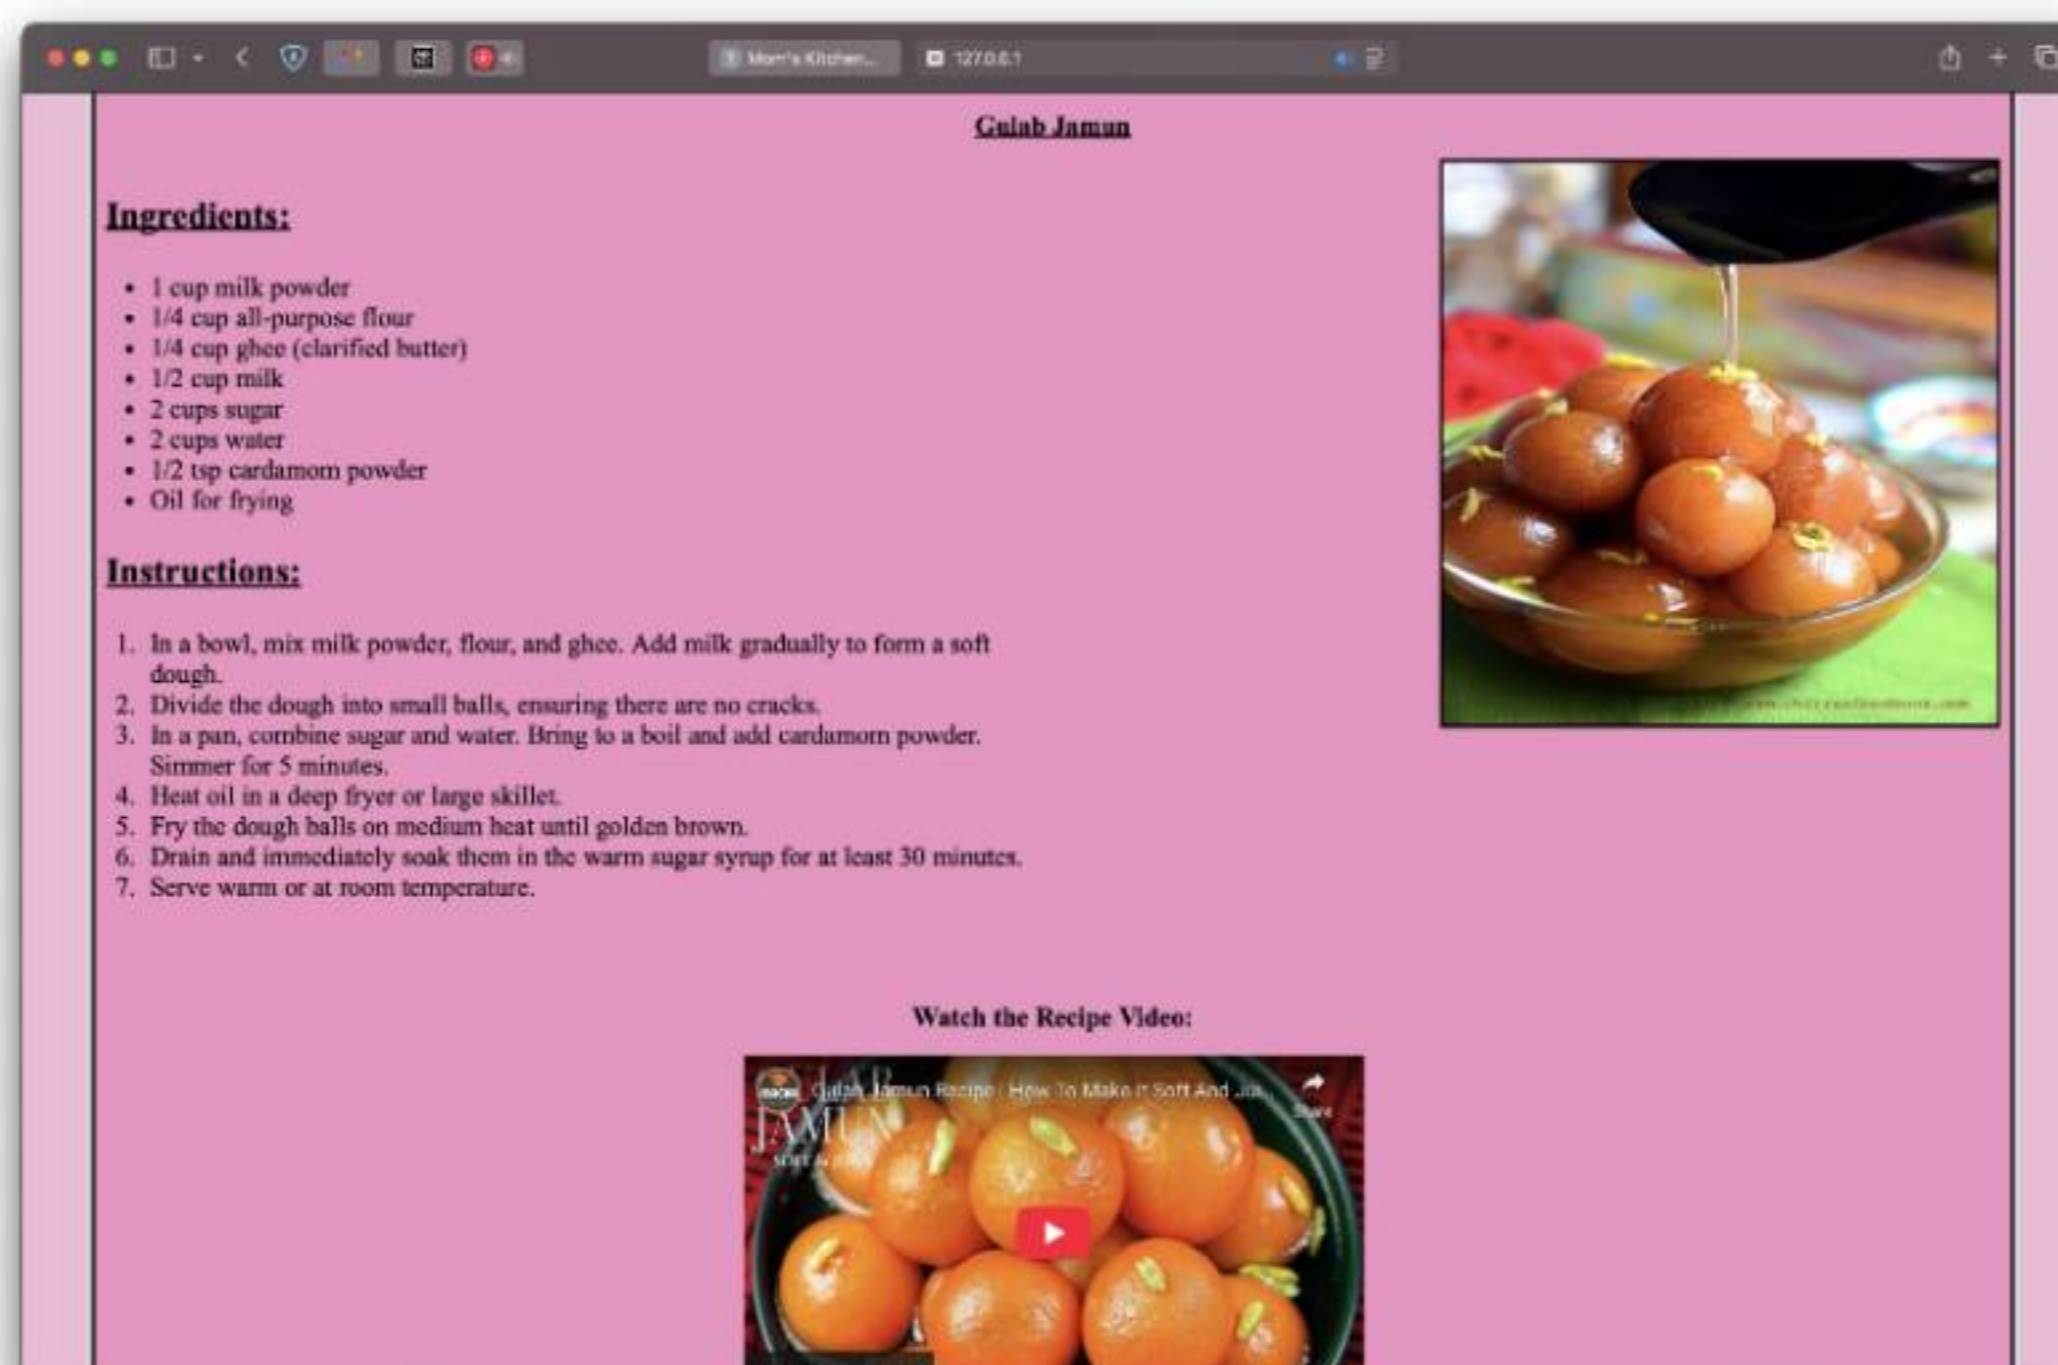 Mom's Kitchen...
127.0.0.1
Gulab Jamun
Ingredients:
• 1 cup milk powder
• 1/4 cup all-purpose flour
• 1/4 cup ghee (clarified butter)
• 1/2 cup milk
• 2 cups sugar
• 2 cups water
• 1/2 tsp cardamom powder
• Oil for frying
Instructions:
1. In a bowl, mix milk powder, flour, and ghee. Add milk gradually to form a soft
dough.
2. Divide the dough into small balls, ensuring there are no cracks.
3. In a pan, combine sugar and water. Bring to a boil and add cardamom powder.
Simmer for 5 minutes.
4. Heat oil in a deep fryer or large skillet.
5. Fry the dough balls on medium heat until golden brown.
6. Drain and immediately soak them in the warm sugar syrup for at least 30 minutes.
7. Serve warm or at room temperature.
Watch the Recipe Video:
Gulab Jamun Recipe How To Make It Soft And
Share
JAMUN